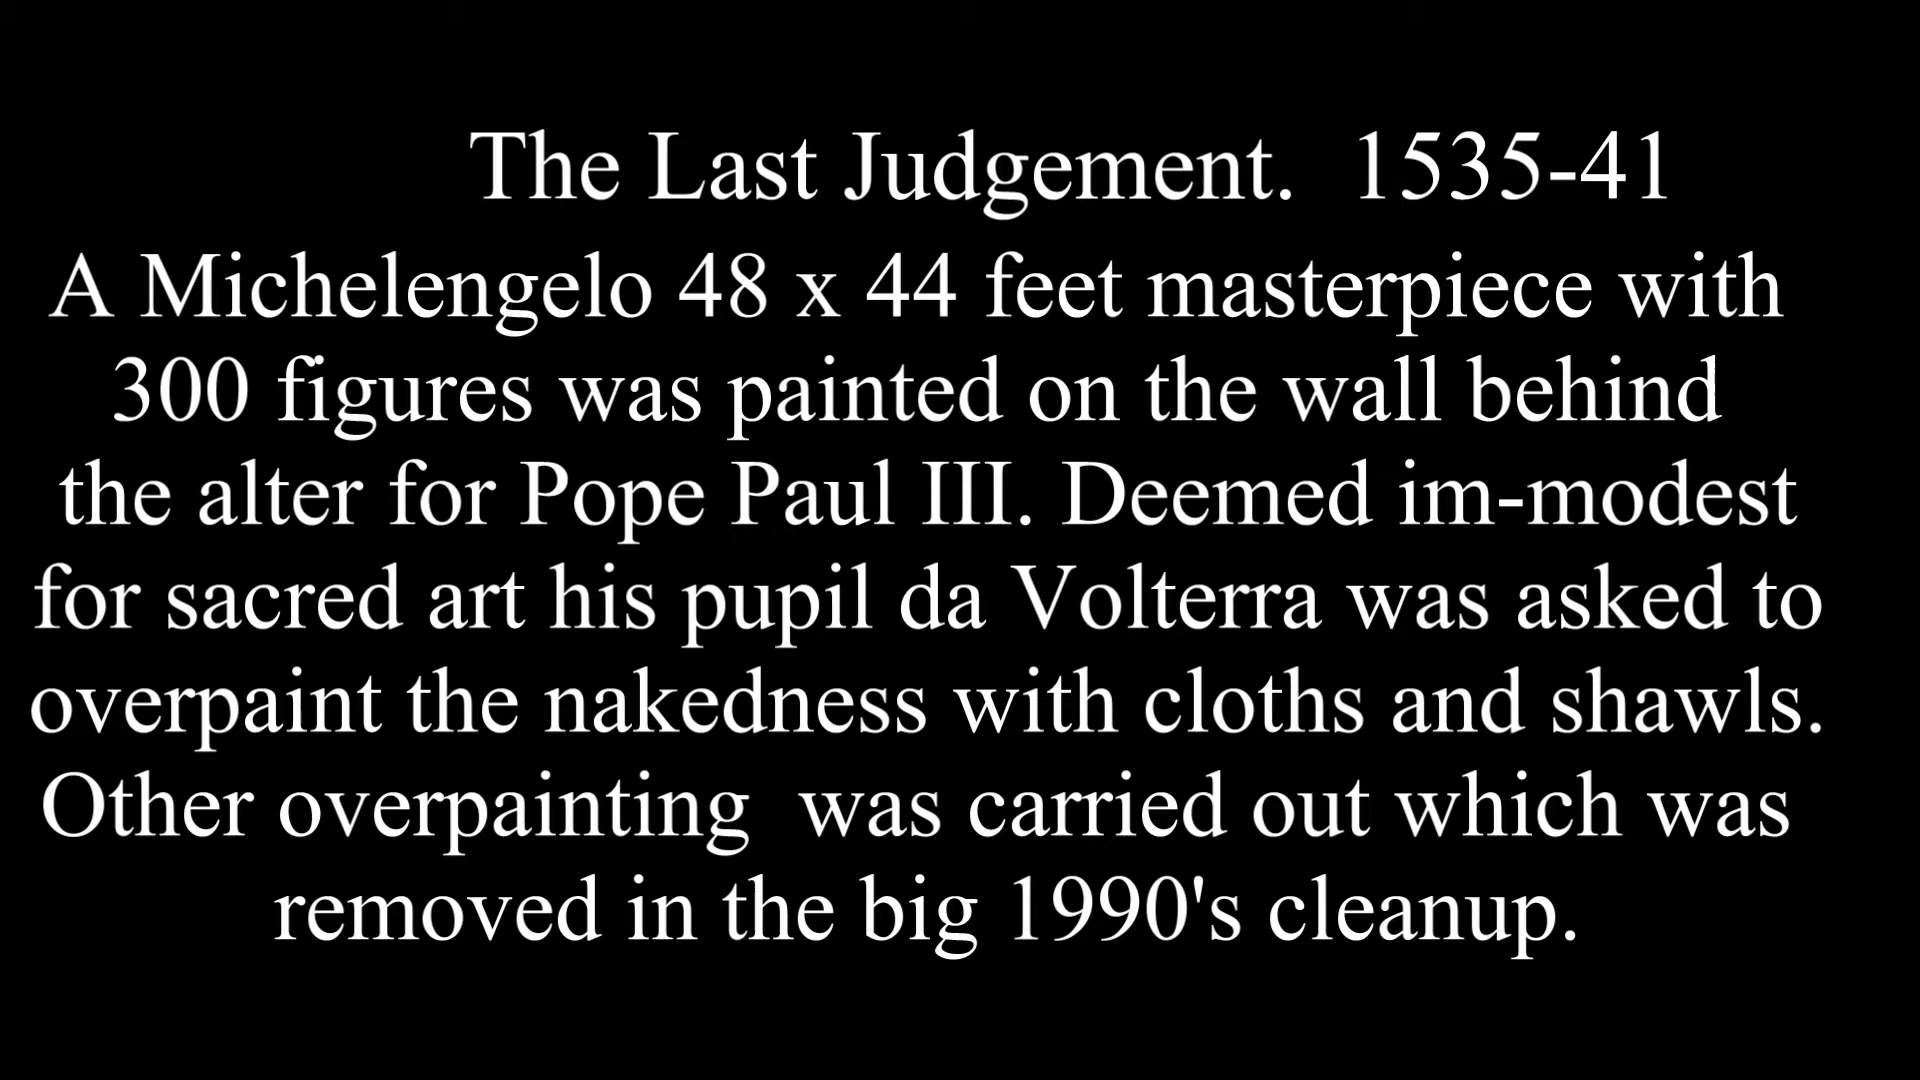 The Last Judgement.  1535-41
A Michelengelo 48 x 44 feet masterpiece with
300 figures was painted on the wall behind
the alter for Pope Paul III. Deemed im-modest
for sacred art his pupil da Volterra was asked to
overpaint the nakedness with cloths and shawls.
Other overpainting  was carried out which was
removed in the big 1990's cleanup.